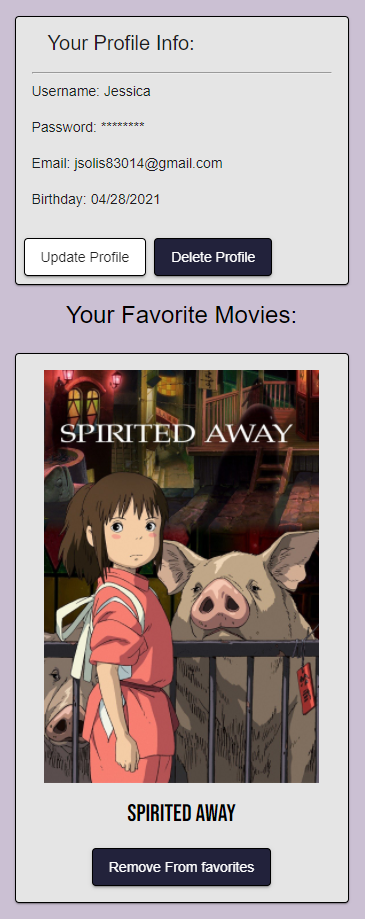 Your Profile Info:
Username: Jessica
Password: ********
Email: jsolis83014@gmail.com
Birthday: 04/28/2021
Update Profile Delete Profile
Your Favorite Movies:
SPIRITED AWAY
SPIRITED AWAY
Remove From favorites